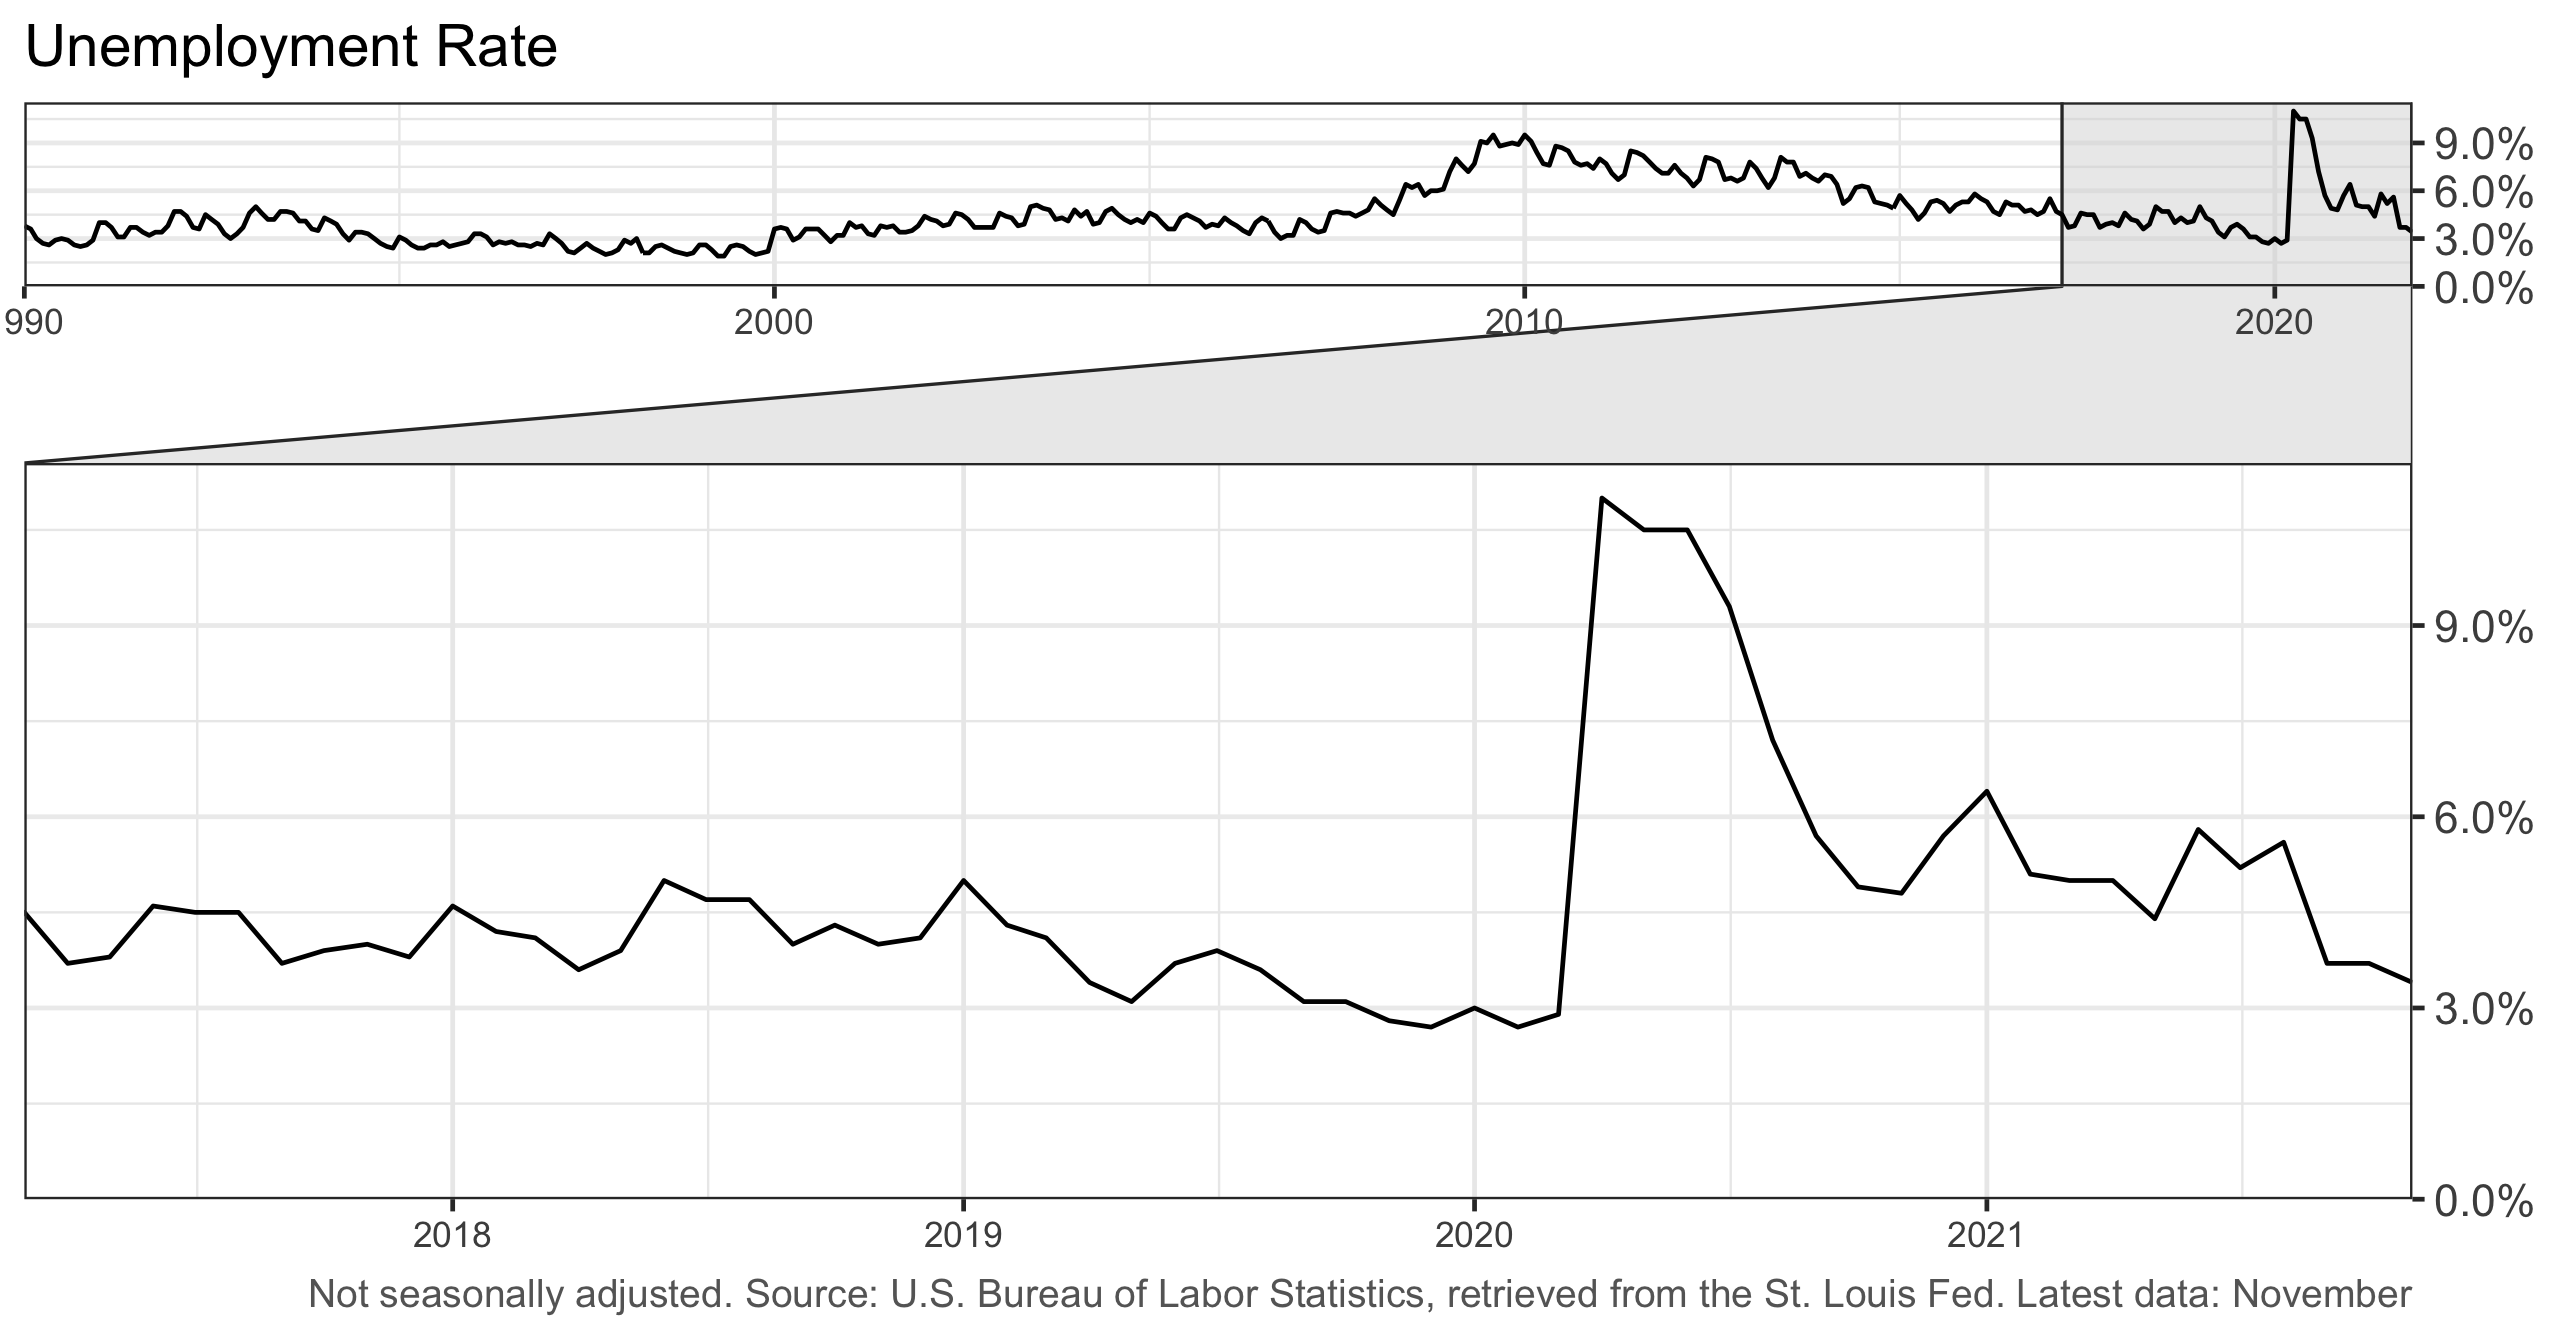 Unemployment Rate
9.0%
6.0%
3.0%
0.0%
990 2000 2010 2020
9.0%
6.0%
3.0%
0.0%
2018 2019 2020 2021
Not seasonally adjusted. Source: U.S. Bureau of Labor Statistics, retrieved from the St. Louis Fed. Latest data: November